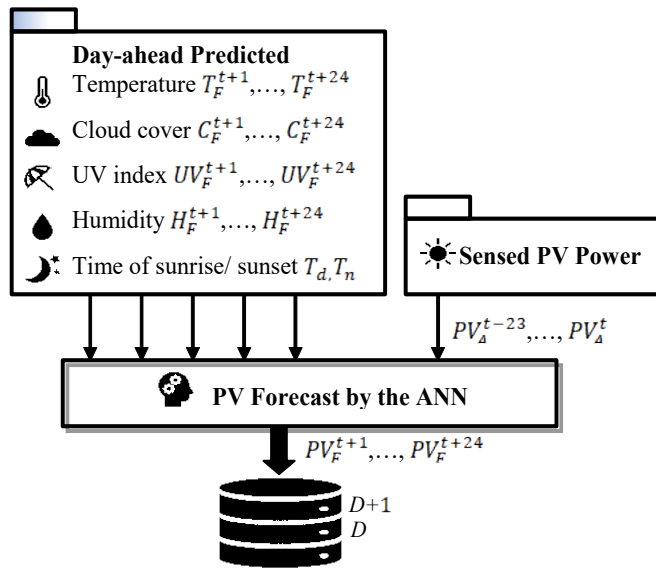 Day-ahead Predicted
Temperature $T_F^{t+1}$,…, $T_F^{t+24}$
Cloud cover $C_F^{t+1}$,…, $C_F^{t+24}$
UV index $UV_F^{t+1}$,…, $UV_F^{t+24}$
Humidity $H_F^{t+1}$,…, $H_F^{t+24}$
Time of sunrise/ sunset $T_d, T_n$
Sensed PV Power
$PV_A^{t-23}$,…, $PV_A^t$
PV Forecast by the ANN
$PV_F^{t+1}$,…, $PV_F^{t+24}$
D+1
D